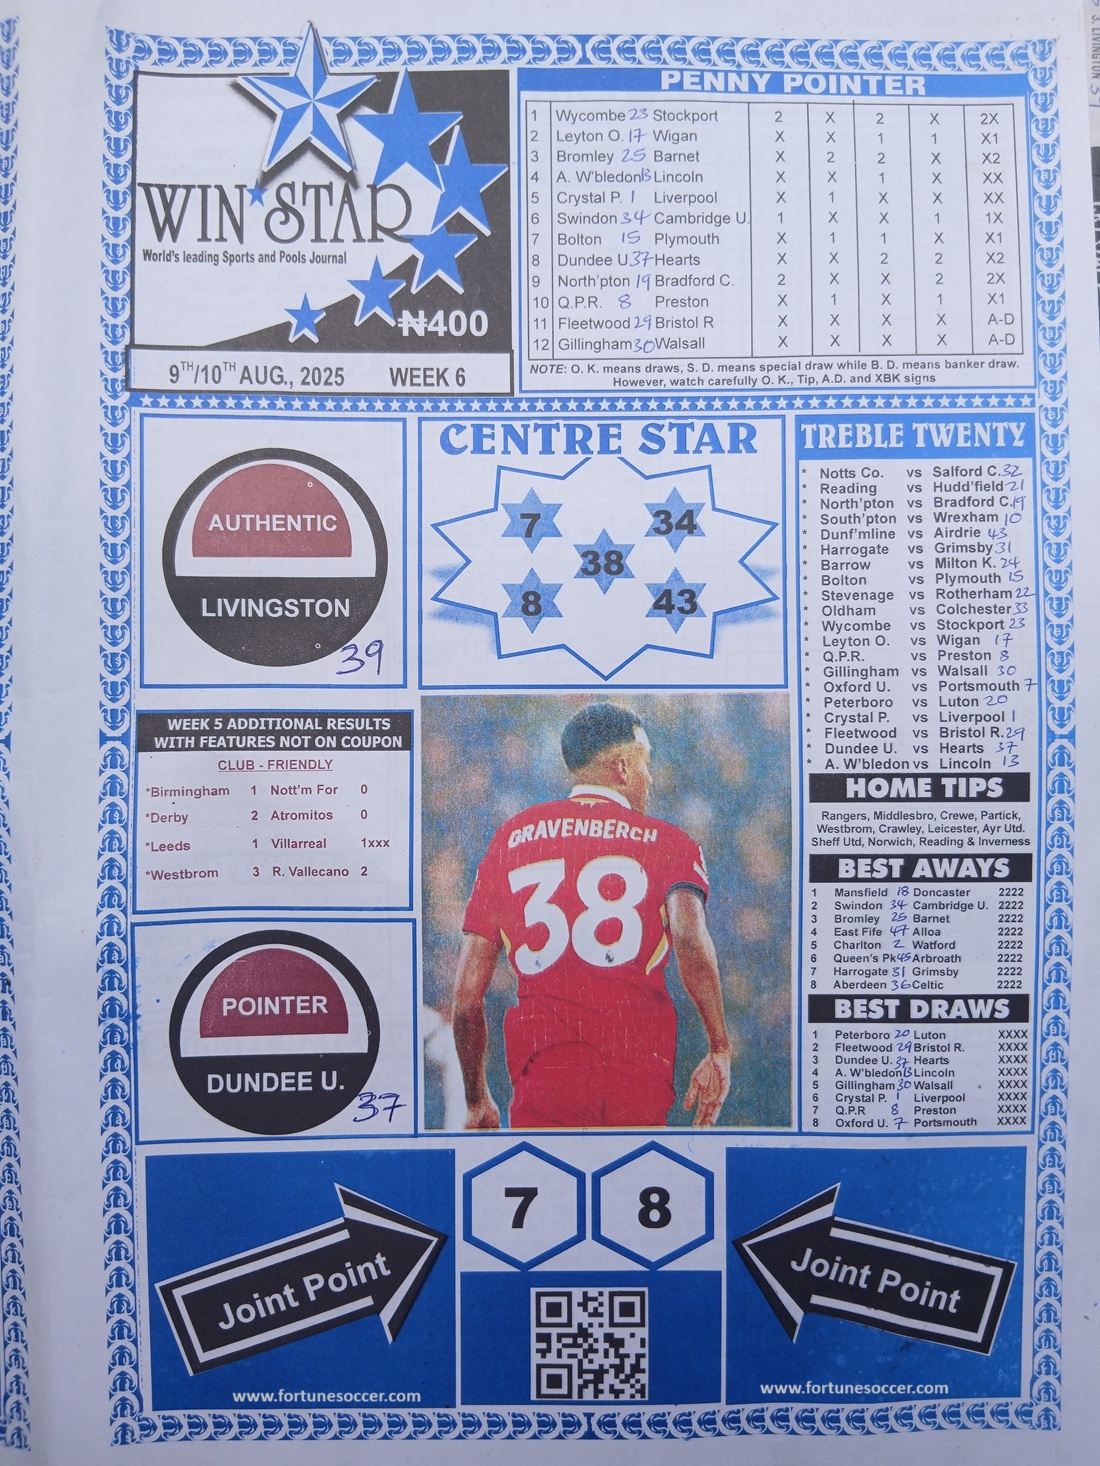 WIN STAR
World's leading Sports and Pools Journal
₦400
9TH/10TH AUG., 2025 WEEK 6
PENNY POINTER
1 Wycombe 23 Stockport 2 X 2 X 2X
2 Leyton O. 17 Wigan X X 1 1 X1
3 Bromley 25 Barnet X 2 2 X X2
4 A. W'bledon 13 Lincoln X X 1 X XX
5 Crystal P. 1 Liverpool X 1 X X XX
6 Swindon 34 Cambridge U. 1 X X 1 1X
7 Bolton 15 Plymouth X 1 1 X X1
8 Dundee U 37 Hearts X X 2 2 X2
9 North'pton 19 Bradford C. 2 X X 2 2X
10 Q.P.R. 8 Preston X 1 X 1 X1
11 Fleetwood 29 Bristol R X X X X A-D
12 Gillingham 30 Walsall X X X X A-D
NOTE: O. K. means draws, S. D. means special draw while B. D. means banker draw.
However, watch carefully O. K., Tip, A.D. and XBK signs
AUTHENTIC
LIVINGSTON
39
CENTRE STAR
7 34
38
8 43
TREBLE TWENTY
* Notts Co. vs Salford C. 32
* Reading vs Hudd'field 21
* North'pton vs Bradford C. 19
* South'pton vs Wrexham 10
* Dunf'mline vs Airdrie 43
* Harrogate vs Grimsby 31
* Barrow vs Milton K. 24
* Bolton vs Plymouth 15
* Stevenage vs Rotherham 22
* Oldham vs Colchester 33
* Wycombe vs Stockport 23
* Leyton O. vs Wigan 17
* Q.P.R. vs Preston 8
* Gillingham vs Walsall 30
* Oxford U. vs Portsmouth 7
* Peterboro vs Luton 20
* Crystal P. vs Liverpool 1
* Fleetwood vs Bristol R. 29
* Dundee U. vs Hearts 37
* A. W'bledon vs Lincoln 13
WEEK 5 ADDITIONAL RESULTS
WITH FEATURES NOT ON COUPON
CLUB - FRIENDLY
*Birmingham 1 Nott'm For 0
*Derby 2 Atromitos 0
*Leeds 1 Villarreal 1xxx
*Westbrom 3 R. Vallecano 2
POINTER
DUNDEE U.
37
GRAVENBERCH
38
HOME TIPS
Rangers, Middlesbro, Crewe, Partick,
Westbrom, Crawley, Leicester, Ayr Utd.
Sheff Utd, Norwich, Reading & Inverness
BEST AWAYS
1 Mansfield 18 Doncaster 2222
2 Swindon 34 Cambridge U. 2222
3 Bromley 25 Barnet 2222
4 East Fife 47 Alloa 2222
5 Charlton 2 Watford 2222
6 Queen's Pk 45 Arbroath 2222
7 Harrogate 31 Grimsby 2222
8 Aberdeen 36 Celtic 2222
BEST DRAWS
1 Peterboro 20 Luton XXXX
2 Fleetwood 29 Bristol R. XXXX
3 Dundee U. 37 Hearts XXXX
4 A. W'bledon 13 Lincoln XXXX
5 Gillingham 30 Walsall XXXX
6 Crystal P. 1 Liverpool XXXX
7 Q.P.R 8 Preston XXXX
8 Oxford U. 7 Portsmouth XXXX
Joint Point
7 8
Joint Point
www.fortunesoccer.com
www.fortunesoccer.com